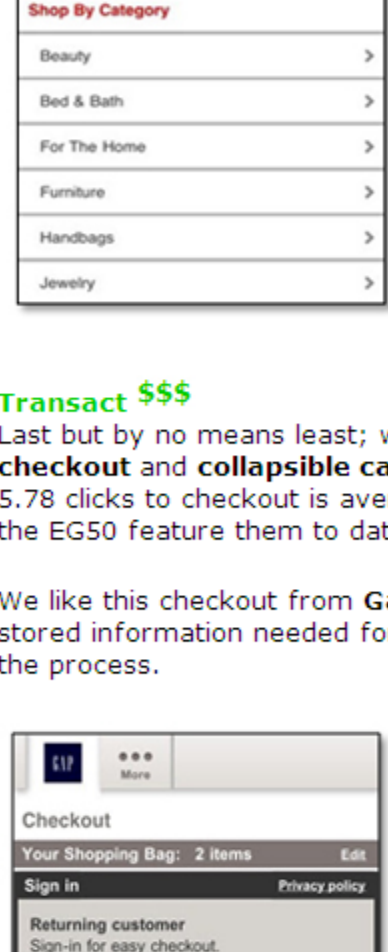 Shop By Category
Beauty
Bed & Bath
For The Home
Furniture
Handbags
Jewelry
Transact $$$
Last but by no means least; w
checkout and collapsible ca
5.78 clicks to checkout is ave
the EG50 feature them to dat
We like this checkout from Ga
stored information needed fo
the process.
GAP
More
Checkout
Your Shopping Bag: 2 items Edit
Sign in Privacy policy
Returning customer
Sign-in for easy checkout.